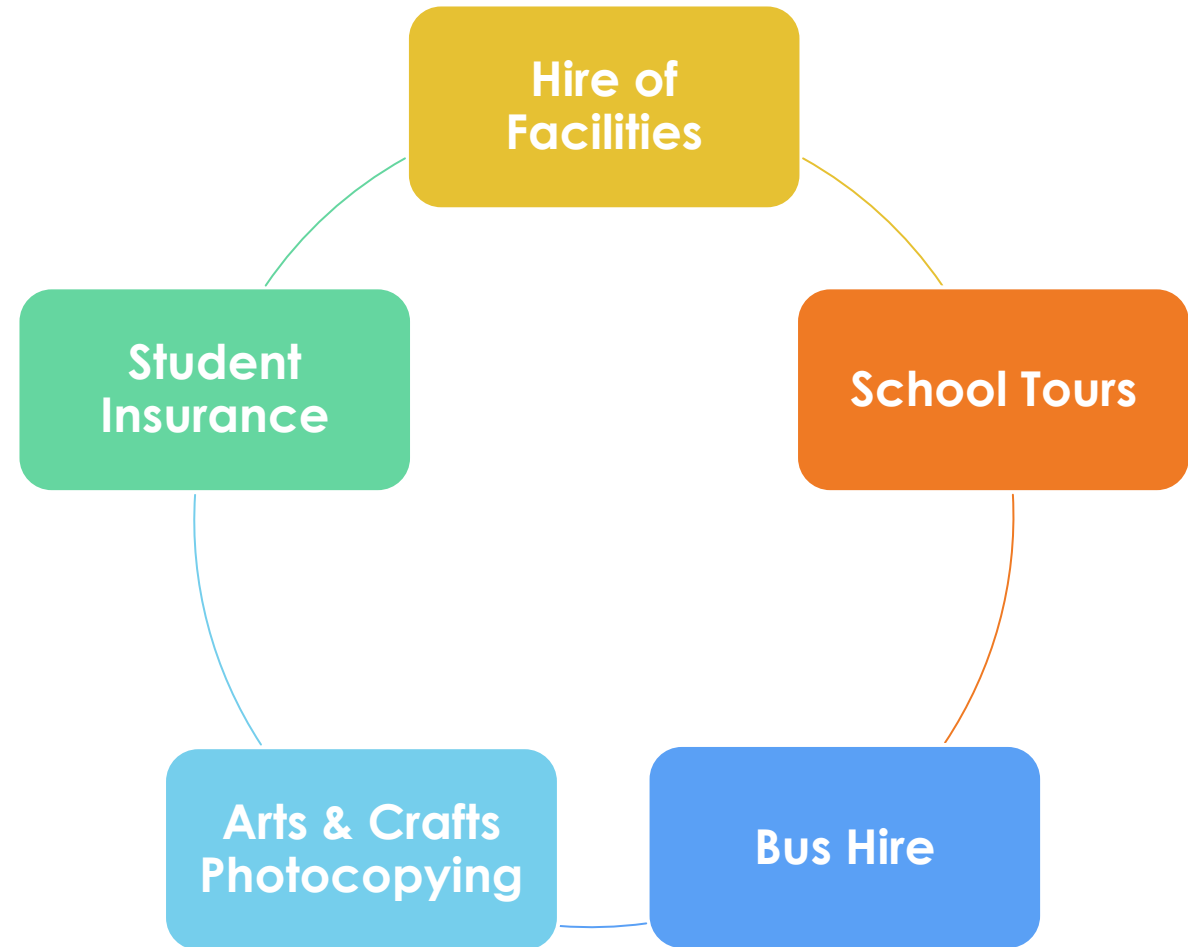 Hire of
Facilities
School Tours
Bus Hire
Arts & Crafts
Photocopying
Student
Insurance